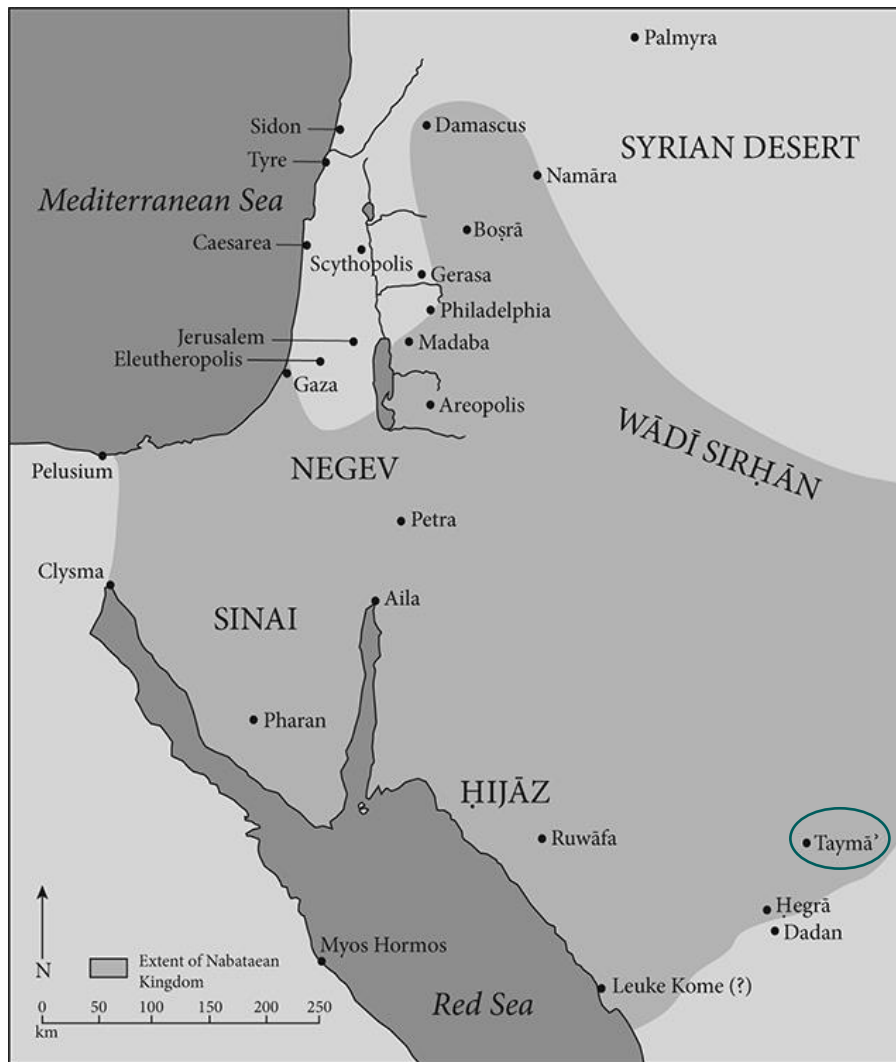 Palmyra
Sidon
Damascus
SYRIAN DESERT
Tyre
Namāra
Mediterranean Sea
Boṣrā
Caesarea
Scythopolis
Gerasa
Philadelphia
Jerusalem
Madaba
Eleutheropolis
Gaza
Areopolis
WĀDĪ SIRḤĀN
Pelusium
NEGEV
Petra
Clysma
Aila
SINAI
Pharan
ḤIJĀZ
Ruwāfa
Taymāʾ
Ḥegrā
Dadan
Myos Hormos
Extent of Nabataean
Kingdom
N
Leuke Kome (?)
Red Sea
0 50 100 150 200 250
km